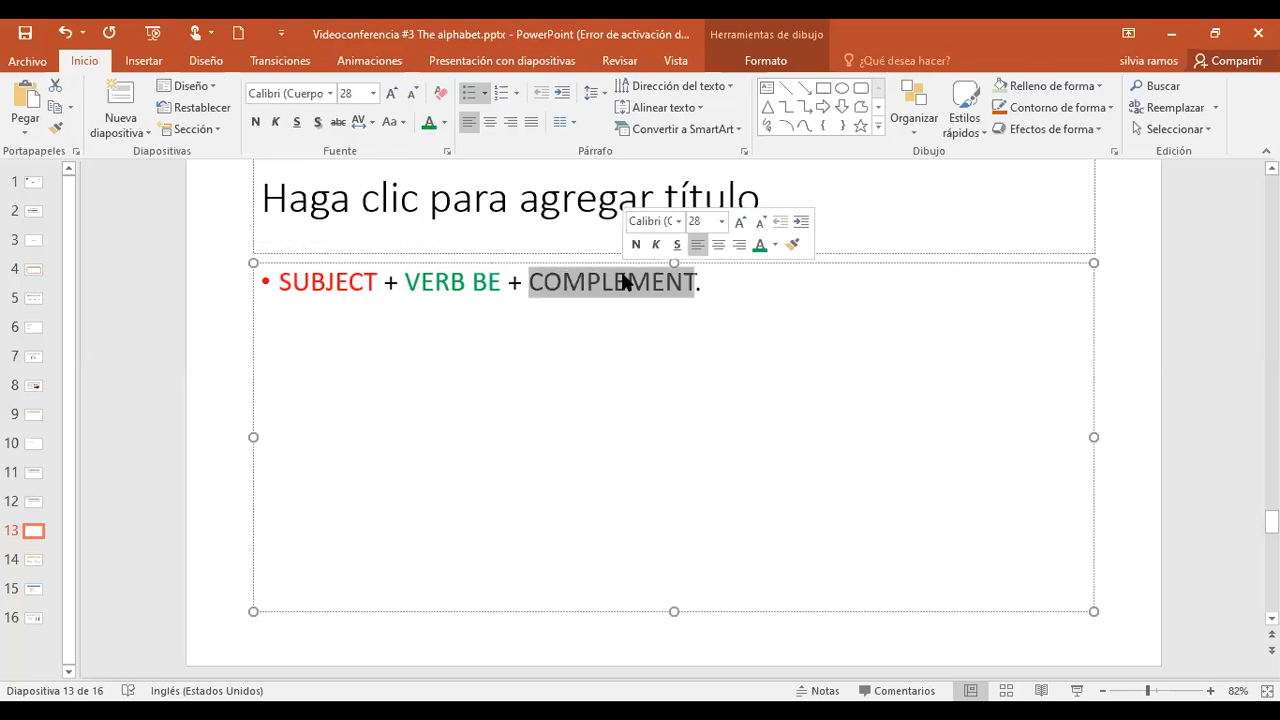 Videoconferencia #3 The alphabet.pptx - PowerPoint (Error de activación d...
Herramientas de dibujo
Archivo
Inicio
Insertar
Diseño
Transiciones
Animaciones
Presentación con diapositivas
Revisar
Vista
Formato
¿Qué desea hacer?
silvia ramos
Compartir
Pegar
Portapapeles
Nueva
diapositiva
Diseño
Restablecer
Sección
Diapositivas
Calibri (Cuerpo
28
N K S S abc AV Aa A
Fuente
Dirección del texto
Alinear texto
Convertir a SmartArt
Párrafo
Organizar
Estilos
rápidos
Relleno de forma
Contorno de forma
Efectos de forma
Dibujo
Buscar
Reemplazar
Seleccionar
Edición
1
2
3
4
5
6
7
8
9
10
11
12
13
14
15
16
Haga clic para agregar título
Calibri (C
28
N K S A
• SUBJECT + VERB BE + COMPLEMENT.
Diapositiva 13 de 16
Inglés (Estados Unidos)
Notas
Comentarios
82%